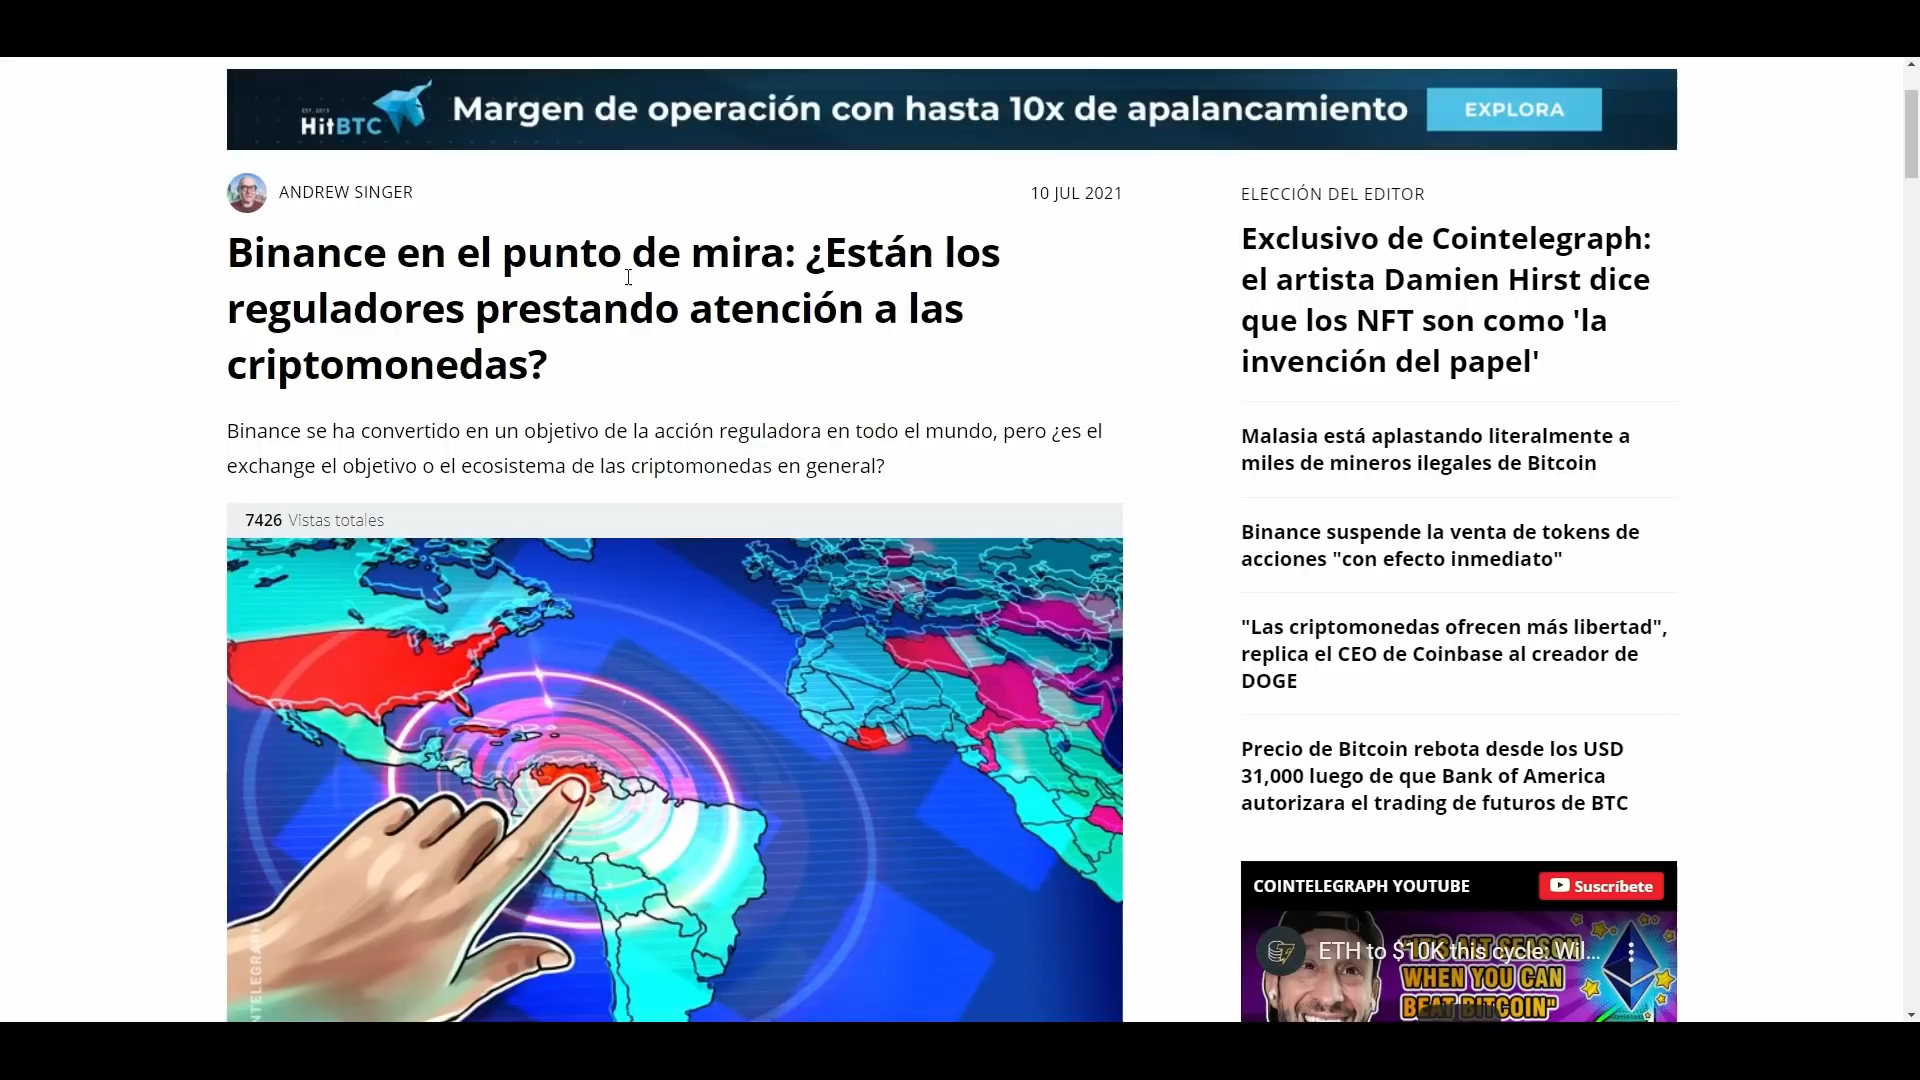 EST. 2013
HitBTC
Margen de operación con hasta 10x de apalancamiento
EXPLORA
ANDREW SINGER
10 JUL 2021
Binance en el punto de mira: ¿Están los
reguladores prestando atención a las
criptomonedas?
Binance se ha convertido en un objetivo de la acción reguladora en todo el mundo, pero ¿es el
exchange el objetivo o el ecosistema de las criptomonedas en general?
7426 Vistas totales
NTELEGRAPH
ELECCIÓN DEL EDITOR
Exclusivo de Cointelegraph:
el artista Damien Hirst dice
que los NFT son como 'la
invención del papel'
Malasia está aplastando literalmente a
miles de mineros ilegales de Bitcoin
Binance suspende la venta de tokens de
acciones "con efecto inmediato"
"Las criptomonedas ofrecen más libertad",
replica el CEO de Coinbase al creador de
DOGE
Precio de Bitcoin rebota desde los USD
31,000 luego de que Bank of America
autorizara el trading de futuros de BTC
COINTELEGRAPH YOUTUBE
Suscríbete
ETH to $10K this cycle: Wil...
ALT SEASON
WHEN YOU CAN
BEAT BITCOIN"